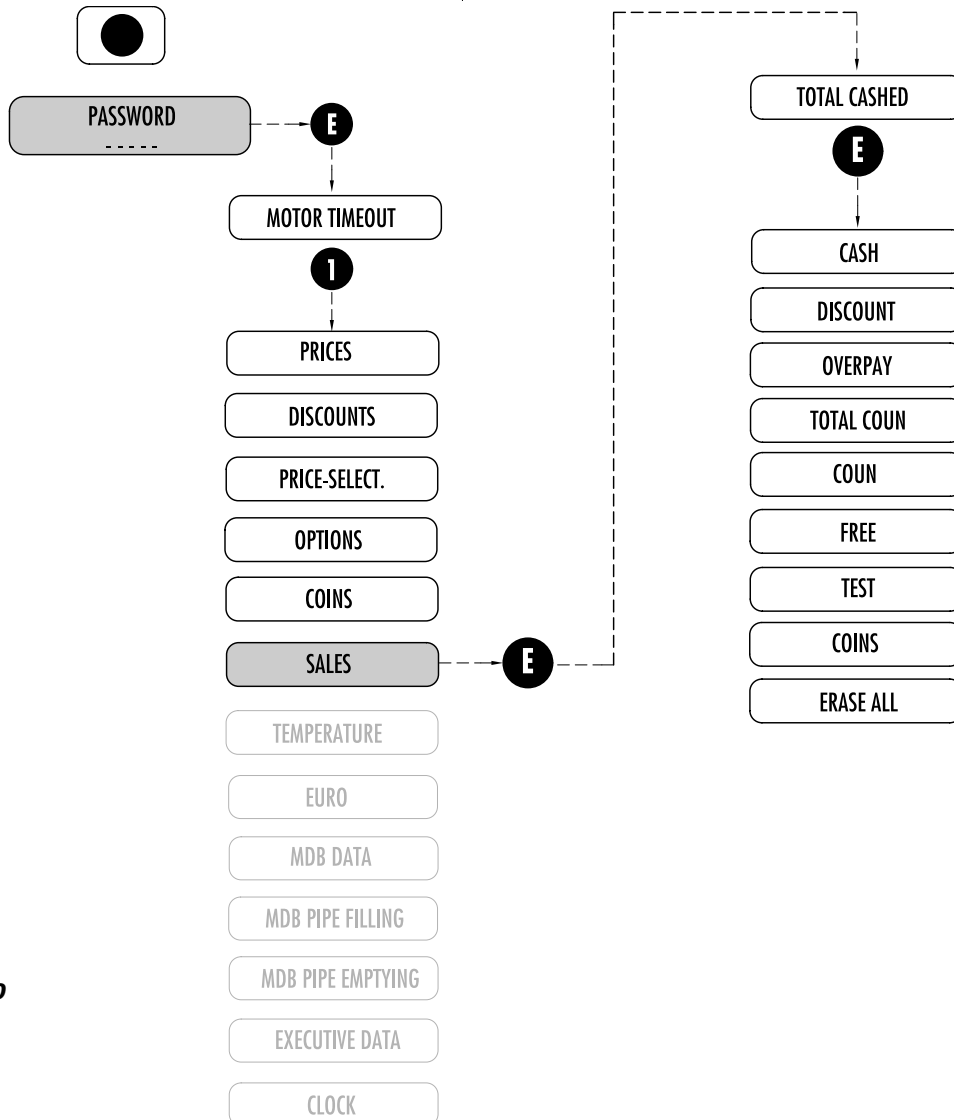 PASSWORD
- - - - -
E
MOTOR TIMEOUT
1
PRICES
DISCOUNTS
PRICE-SELECT.
OPTIONS
COINS
SALES
E
TEMPERATURE
EURO
MDB DATA
MDB PIPE FILLING
MDB PIPE EMPTYING
EXECUTIVE DATA
CLOCK
TOTAL CASHED
E
CASH
DISCOUNT
OVERPAY
TOTAL COUN
COUN
FREE
TEST
COINS
ERASE ALL